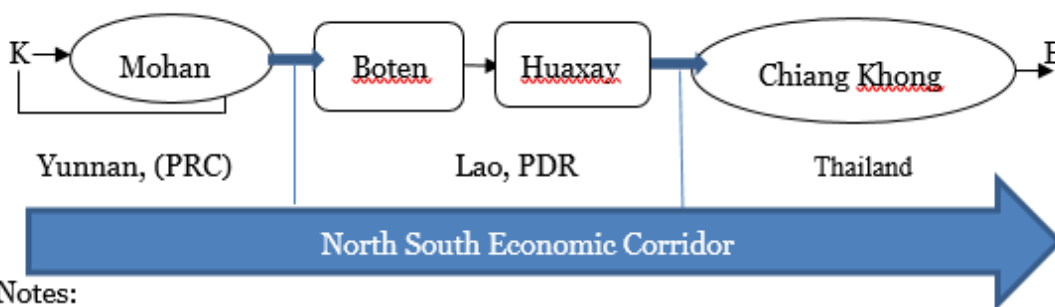 K Mohan Boten Huaxay Chiang Khong
Yunnan, (PRC) Lao, PDR Thailand
North South Economic Corridor
Notes: